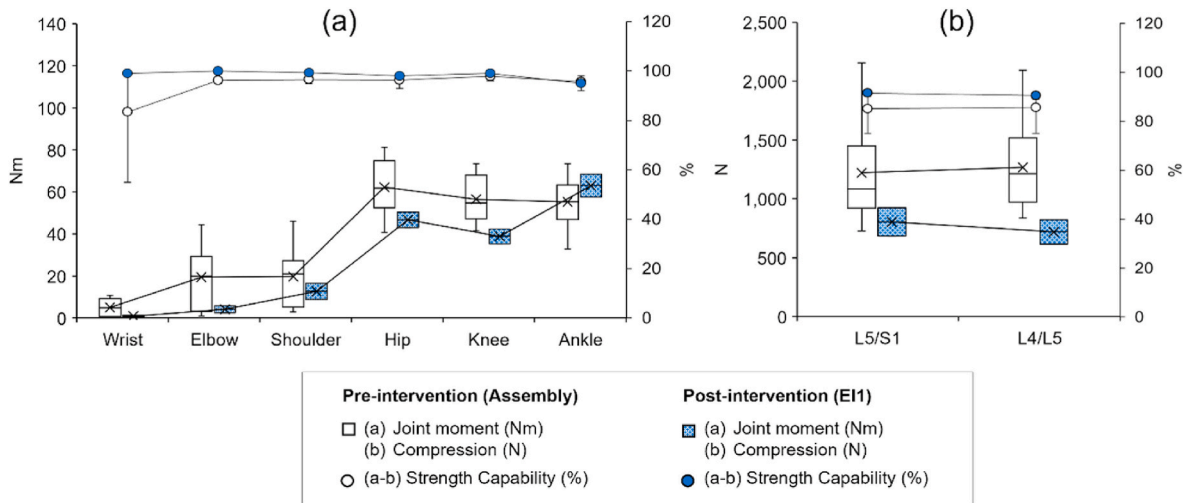 (a)
140
120
100
80
60
40
20
0
Nm
120
100
80
60
40
20
0
%
Wrist Elbow Shoulder Hip Knee Ankle
(b)
2,500
2,000
1,500
1,000
500
0
N
120
100
80
60
40
20
0
%
L5/S1 L4/L5
Pre-intervention (Assembly)
(a) Joint moment (Nm)
(b) Compression (N)
(a-b) Strength Capability (%)
Post-intervention (EI1)
(a) Joint moment (Nm)
(b) Compression (N)
(a-b) Strength Capability (%)